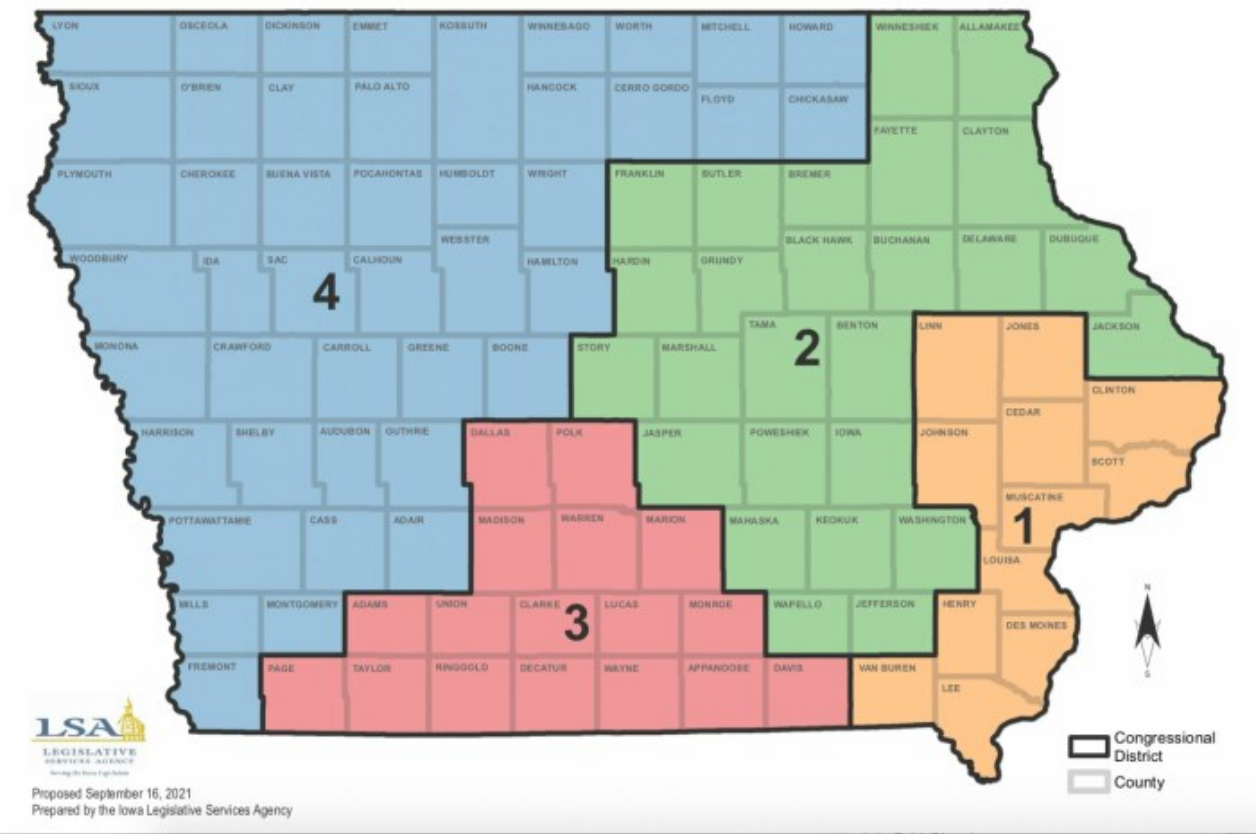 LYON OSCEOLA DICKINSON EMMET KOSSUTH WINNEBAGO WORTH MITCHELL HOWARD WINNESHIEK ALLAMAKEE
SIOUX O'BRIEN CLAY PALO ALTO HANCOCK CERRO GORDO FLOYD CHICKASAW
FAYETTE CLAYTON
PLYMOUTH CHEROKEE BUENA VISTA POCAHONTAS HUMBOLDT WRIGHT FRANKLIN BUTLER BREMER
WEBSTER BLACK HAWK BUCHANAN DELAWARE DUBUQUE
WOODBURY IDA SAC CALHOUN HAMILTON HARDIN GRUNDY
4
TAMA BENTON LINN JONES JACKSON
2
MONONA CRAWFORD CARROLL GREENE BOONE STORY MARSHALL
CLINTON
CEDAR
HARRISON SHELBY AUDUBON GUTHRIE DALLAS POLK JASPER POWESHIEK IOWA JOHNSON
SCOTT
MUSCATINE
POTTAWATTAMIE CASS ADAIR MADISON WARREN MARION MAHASKA KEOKUK WASHINGTON
1
LOUISA
MILLS MONTGOMERY ADAMS UNION CLARKE LUCAS MONROE WAPELLO JEFFERSON HENRY
3
DES MOINES
FREMONT PAGE TAYLOR RINGGOLD DECATUR WAYNE APPANOOSE DAVIS VAN BUREN
LEE
N
S
LSA
LEGISLATIVE
SERVICES AGENCY
Serving the Iowa Legislature
Congressional
District
County
Proposed September 16, 2021
Prepared by the Iowa Legislative Services Agency